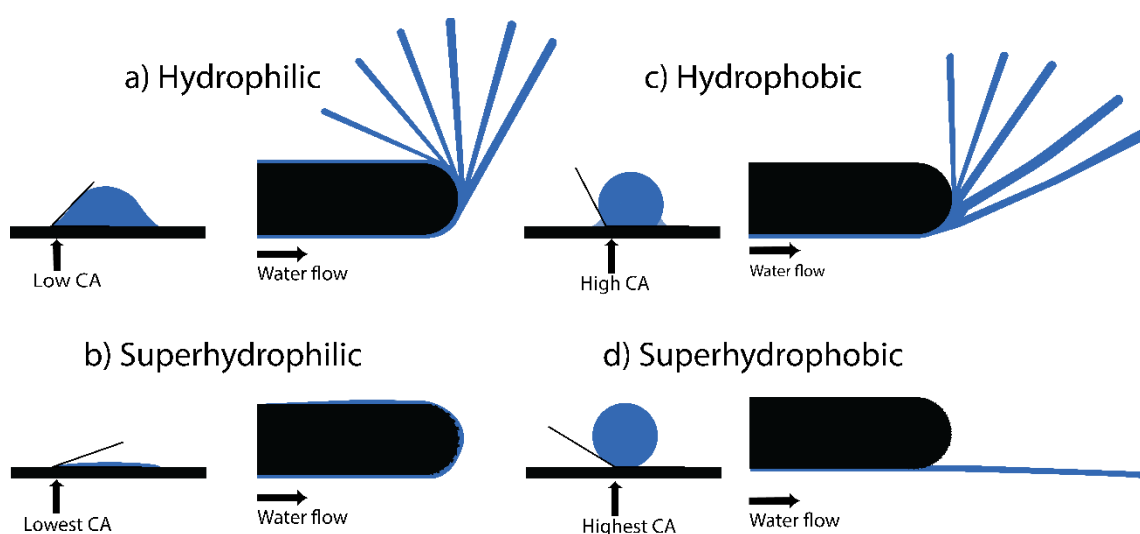 a) Hydrophilic
Low CA
Water flow
c) Hydrophobic
High CA
Water flow
b) Superhydrophilic
Lowest CA
Water flow
d) Superhydrophobic
Highest CA
Water flow